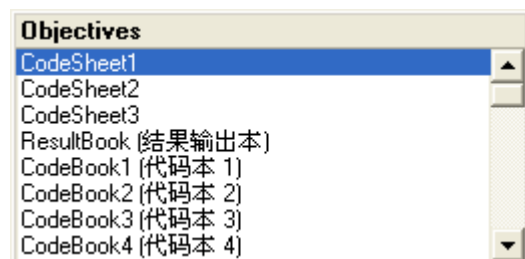 Objectives
CodeSheet1
CodeSheet2
CodeSheet3
ResultBook (结果输出本)
CodeBook1 (代码本 1)
CodeBook2 (代码本 2)
CodeBook3 (代码本 3)
CodeBook4 (代码本 4)